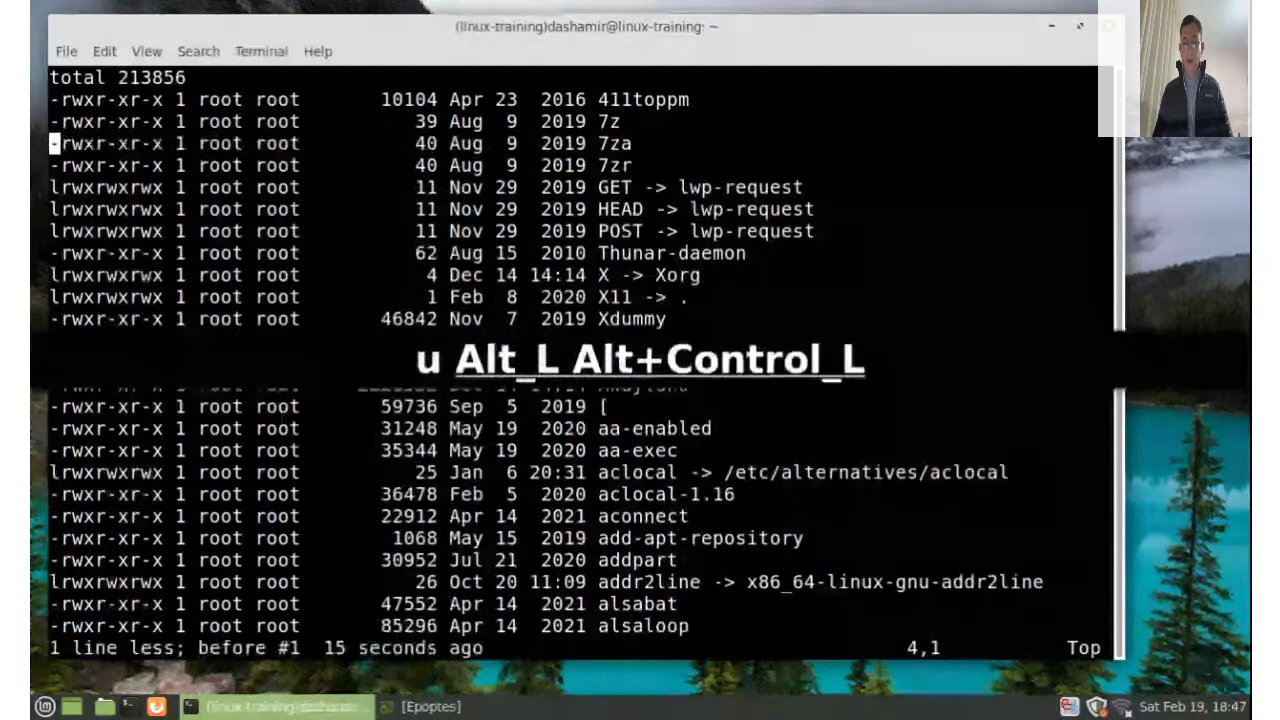 (linux-training)dashamir@linux-training: ~
File Edit View Search Terminal Help
total 213856
-rwxr-xr-x 1 root root 10104 Apr 23 2016 411toppm
-rwxr-xr-x 1 root root 39 Aug 9 2019 7z
-rwxr-xr-x 1 root root 40 Aug 9 2019 7za
-rwxr-xr-x 1 root root 40 Aug 9 2019 7zr
lrwxrwxrwx 1 root root 11 Nov 29 2019 GET -> lwp-request
lrwxrwxrwx 1 root root 11 Nov 29 2019 HEAD -> lwp-request
lrwxrwxrwx 1 root root 11 Nov 29 2019 POST -> lwp-request
-rwxr-xr-x 1 root root 62 Aug 15 2010 Thunar-daemon
lrwxrwxrwx 1 root root 4 Dec 14 14:14 X -> Xorg
lrwxrwxrwx 1 root root 1 Feb 8 2020 X11 -> .
-rwxr-xr-x 1 root root 46842 Nov 7 2019 Xdummy
u Alt_L Alt+Control_L
-rwxr-xr-x 1 root root 59736 Sep 5 2019 [
-rwxr-xr-x 1 root root 31248 May 19 2020 aa-enabled
-rwxr-xr-x 1 root root 35344 May 19 2020 aa-exec
lrwxrwxrwx 1 root root 25 Jan 6 20:31 aclocal -> /etc/alternatives/aclocal
-rwxr-xr-x 1 root root 36478 Feb 5 2020 aclocal-1.16
-rwxr-xr-x 1 root root 22912 Apr 14 2021 aconnect
-rwxr-xr-x 1 root root 1068 May 15 2019 add-apt-repository
-rwxr-xr-x 1 root root 30952 Jul 21 2020 addpart
lrwxrwxrwx 1 root root 26 Oct 20 11:09 addr2line -> x86_64-linux-gnu-addr2line
-rwxr-xr-x 1 root root 47552 Apr 14 2021 alsabat
-rwxr-xr-x 1 root root 85296 Apr 14 2021 alsaloop
1 line less; before #1 15 seconds ago 4,1 Top
(linux-training)dashami... [Epoptes] Sat Feb 19, 18:47